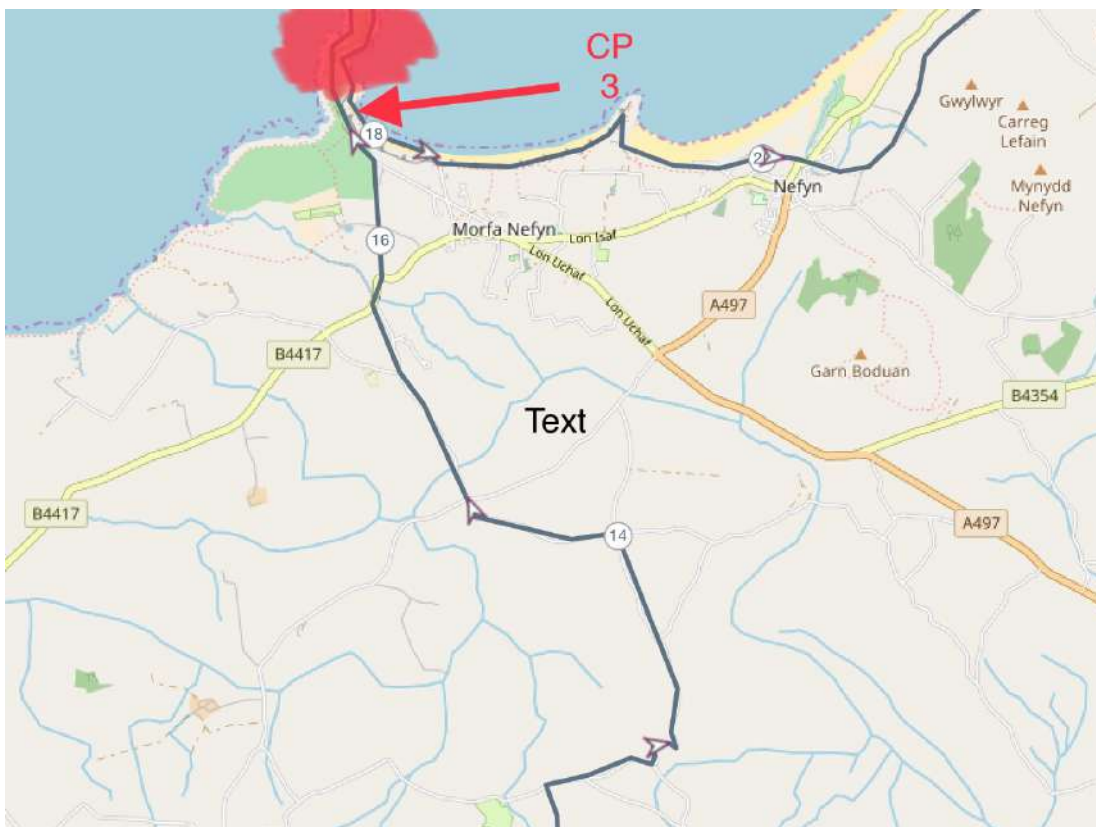 CP
3
Gwylwyr
Carreg
Lefain
18
2
Mynydd
Nefyn
Nefyn
Morfa Nefyn
16
Lon Isaf
Lon Uchaf
A497
Lon Uchaf
B4417
Garn Boduan
B4354
Text
B4417
A497
14